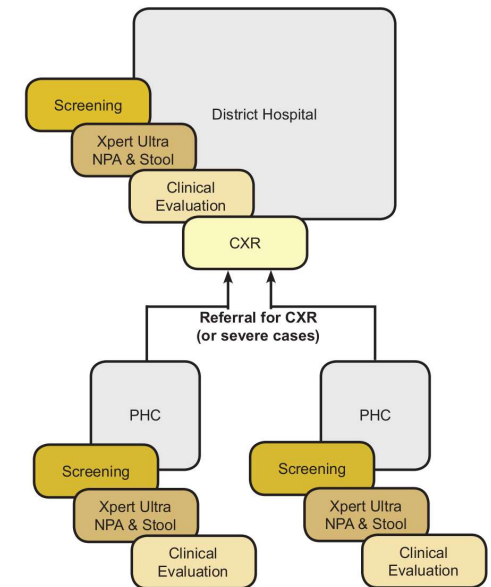 District Hospital
Screening
Xpert Ultra
NPA & Stool
Clinical
Evaluation
CXR
Referral for CXR
(or severe cases)
PHC
Screening
Xpert Ultra
NPA & Stool
Clinical
Evaluation
PHC
Screening
Xpert Ultra
NPA & Stool
Clinical
Evaluation